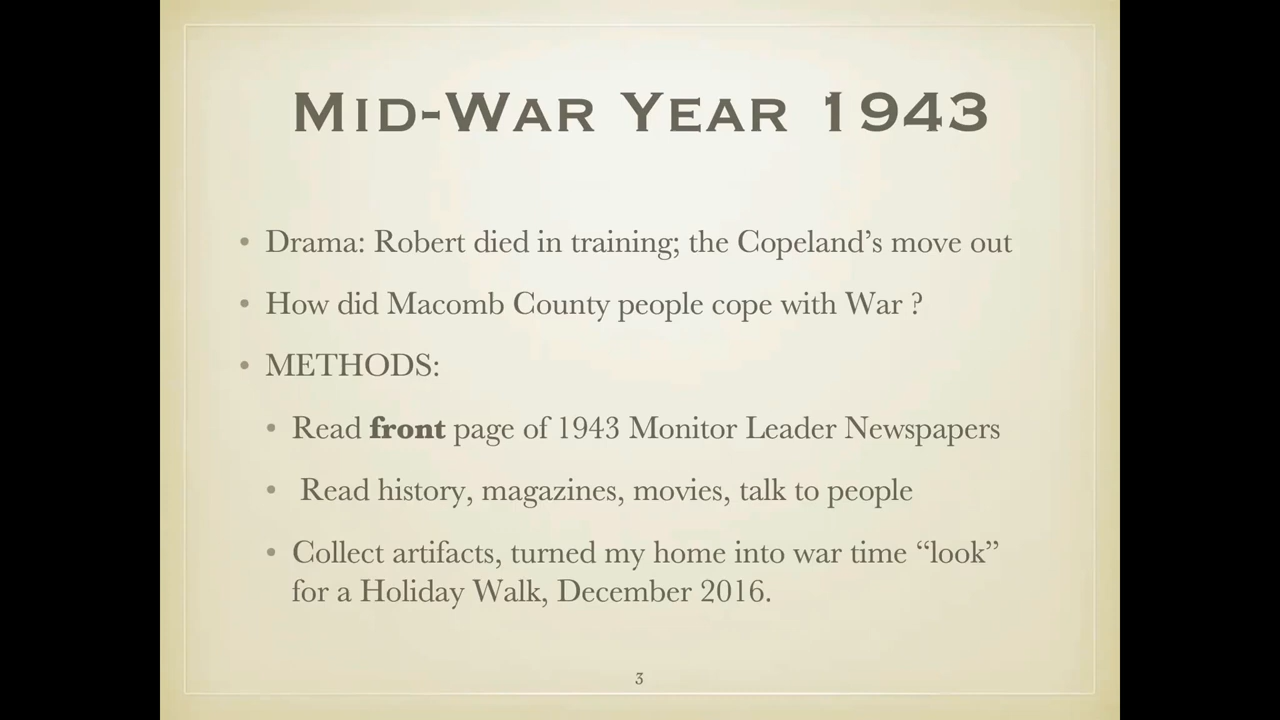 Mid-War Year 1943
• Drama: Robert died in training; the Copeland’s move out
• How did Macomb County people cope with War ?
• METHODS:
• Read front page of 1943 Monitor Leader Newspapers
• Read history, magazines, movies, talk to people
• Collect artifacts, turned my home into war time “look”
for a Holiday Walk, December 2016.
3